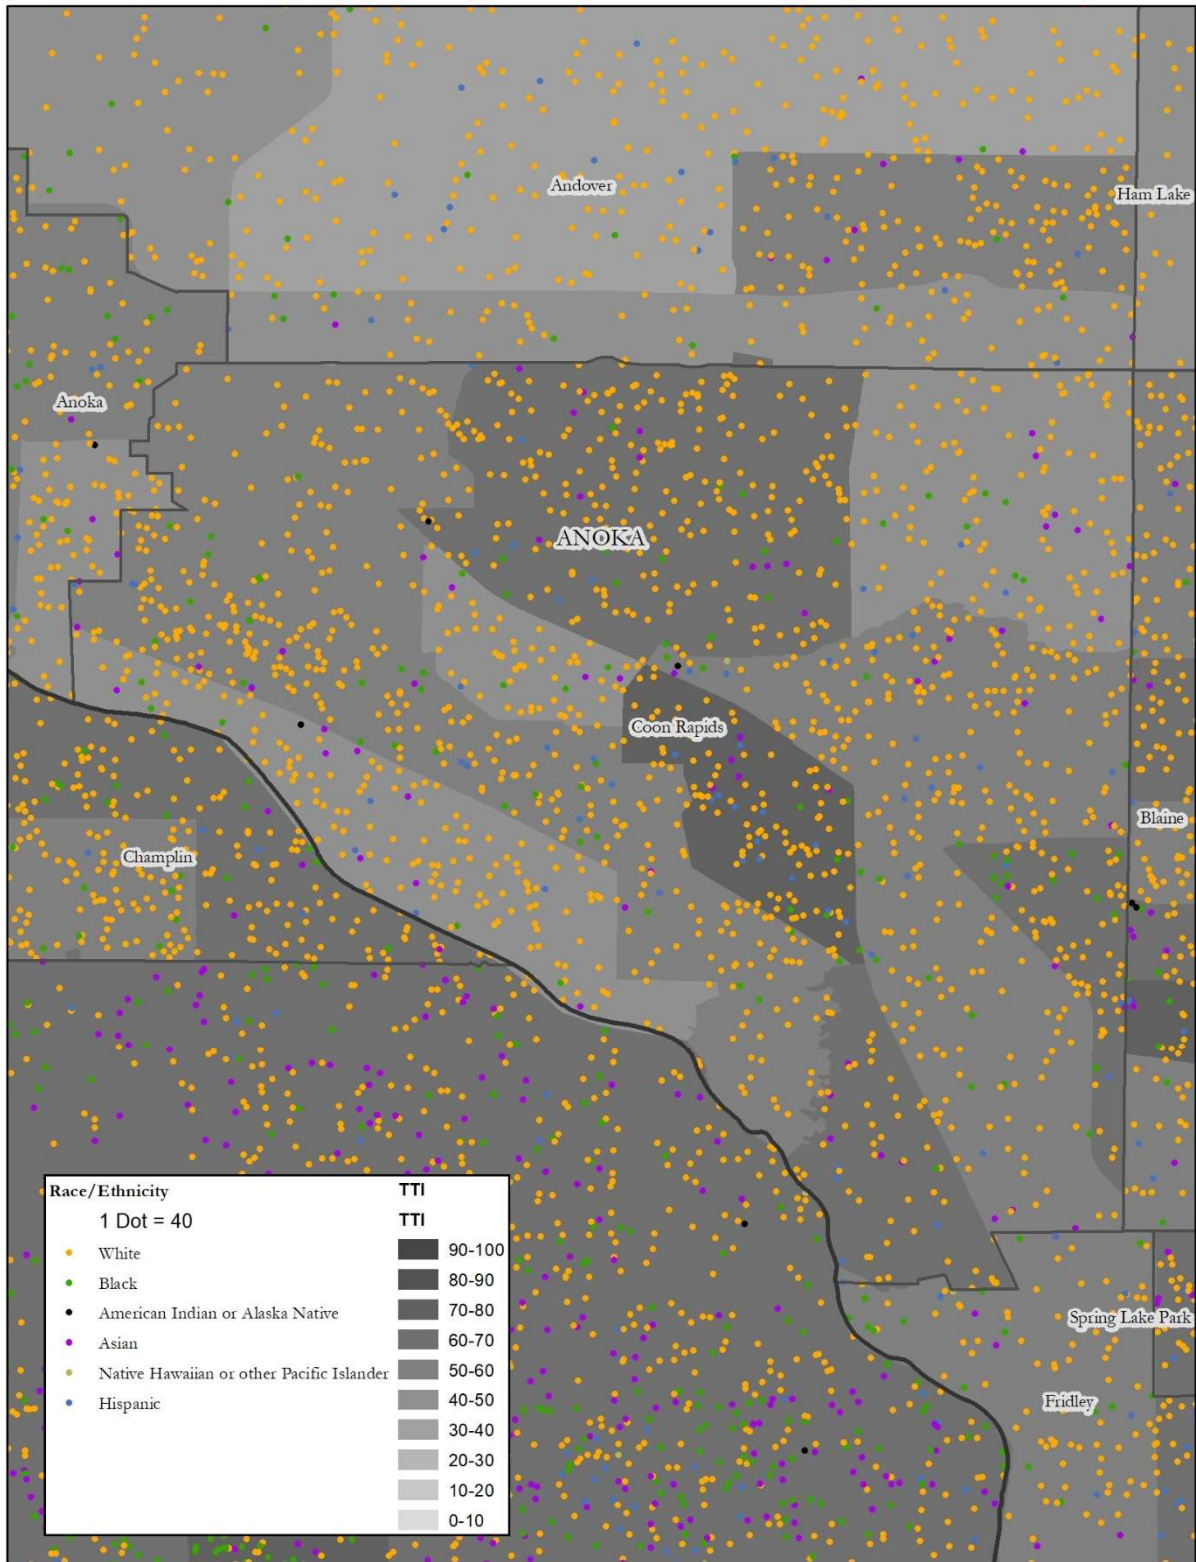 Andover
Ham Lake
Anoka
ANOKA
Coon Rapids
Blaine
Champlin
Race/Ethnicity
1 Dot = 40
White
Black
American Indian or Alaska Native
Asian
Native Hawaiian or other Pacific Islander
Hispanic
TTI
TTI
90-100
80-90
70-80
60-70
50-60
40-50
30-40
20-30
10-20
0-10
Spring Lake Park
Fridley